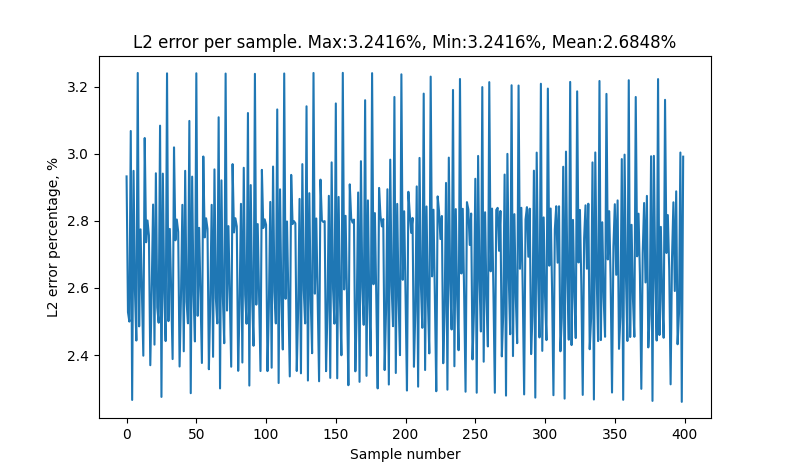 L2 error per sample. Max:3.2416%, Min:3.2416%, Mean:2.6848%
3.2
3.0
2.8
2.6
2.4
L2 error percentage, %
0 50 100 150 200 250 300 350 400
Sample number